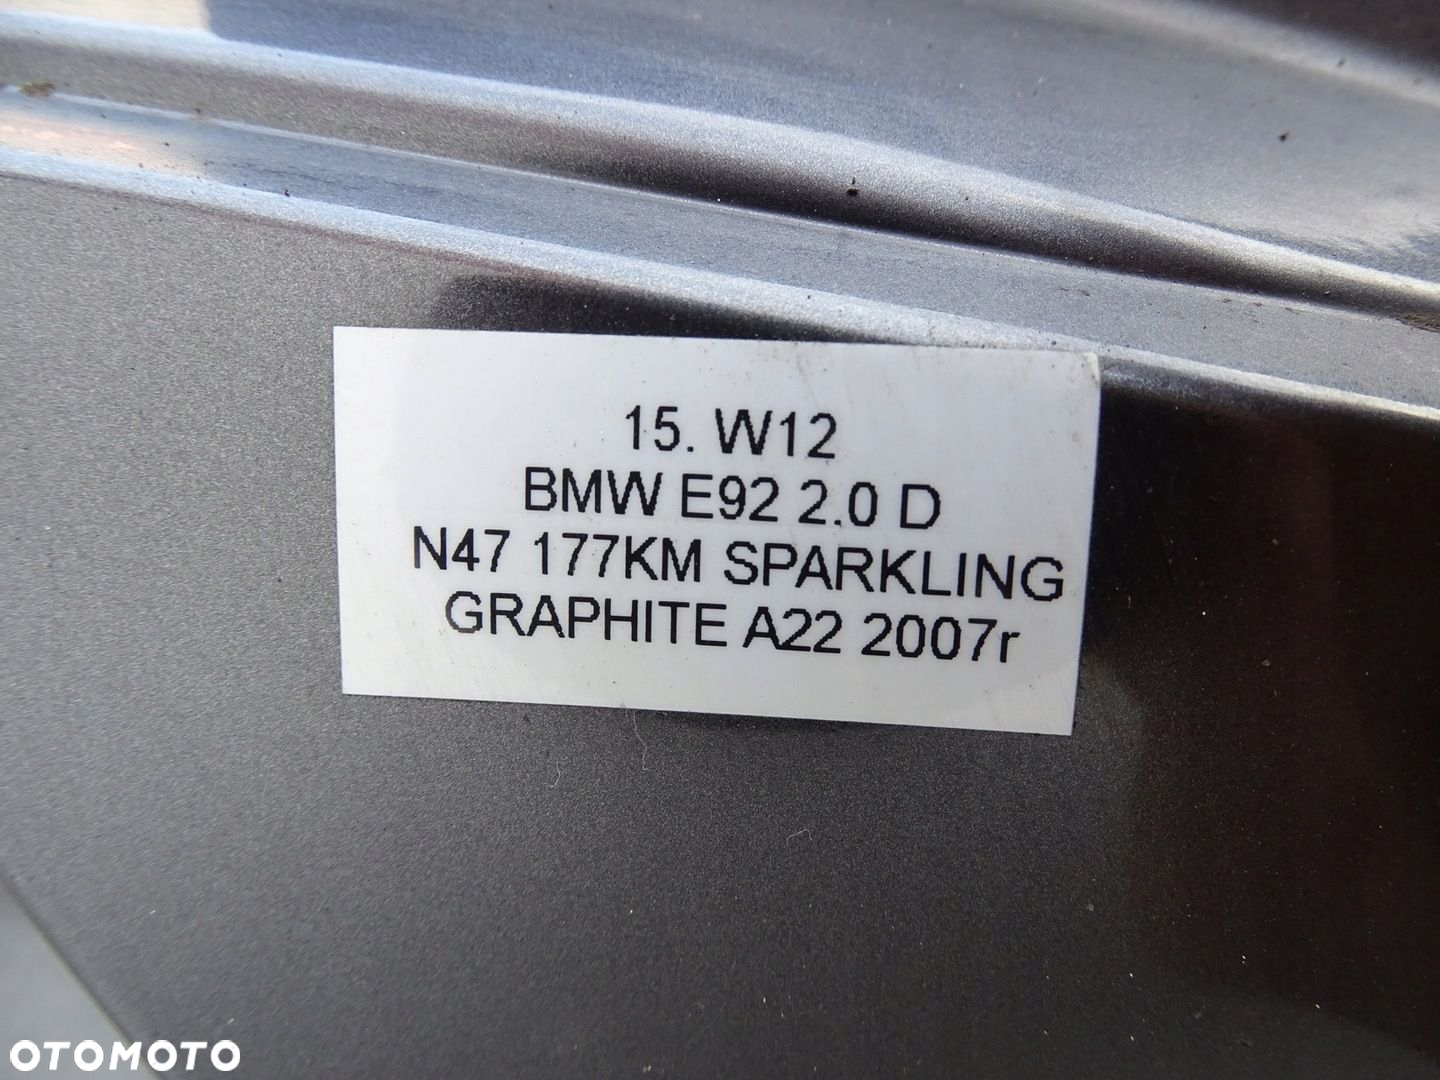 15. W12
BMW E92 2.0 D
N47 177KM SPARKLING
GRAPHITE A22 2007r
OTOMOTO